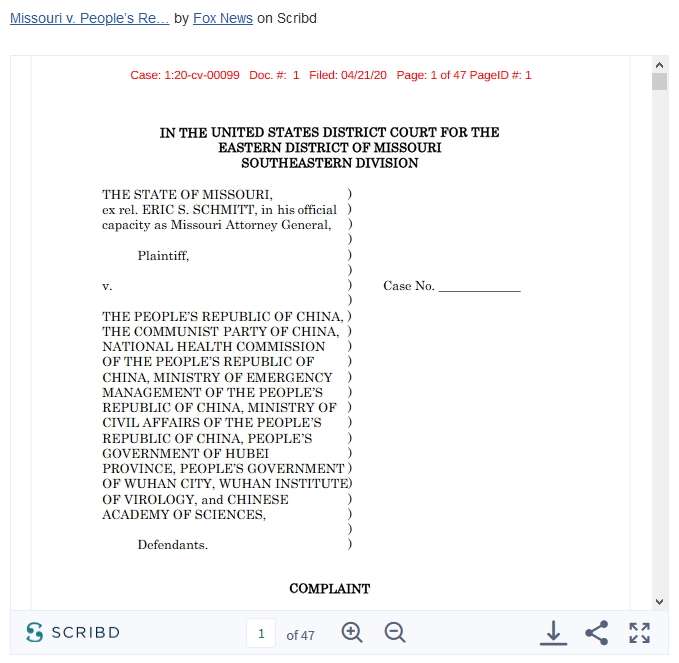 Missouri v. People's Re... by Fox News on Scribd
Case: 1:20-cv-00099 Doc. #: 1 Filed: 04/21/20 Page: 1 of 47 PageID #: 1
IN THE UNITED STATES DISTRICT COURT FOR THE
EASTERN DISTRICT OF MISSOURI
SOUTHEASTERN DIVISION
THE STATE OF MISSOURI, )
ex rel. ERIC S. SCHMITT, in his official )
capacity as Missouri Attorney General, )
)
Plaintiff, )
)
v. ) Case No. ____________
)
THE PEOPLE'S REPUBLIC OF CHINA, )
THE COMMUNIST PARTY OF CHINA, )
NATIONAL HEALTH COMMISSION )
OF THE PEOPLE'S REPUBLIC OF )
CHINA, MINISTRY OF EMERGENCY )
MANAGEMENT OF THE PEOPLE'S )
REPUBLIC OF CHINA, MINISTRY OF )
CIVIL AFFAIRS OF THE PEOPLE'S )
REPUBLIC OF CHINA, PEOPLE'S )
GOVERNMENT OF HUBEI )
PROVINCE, PEOPLE'S GOVERNMENT )
OF WUHAN CITY, WUHAN INSTITUTE)
OF VIROLOGY, and CHINESE )
ACADEMY OF SCIENCES, )
)
Defendants. )
COMPLAINT
SCRIBD 1 of 47